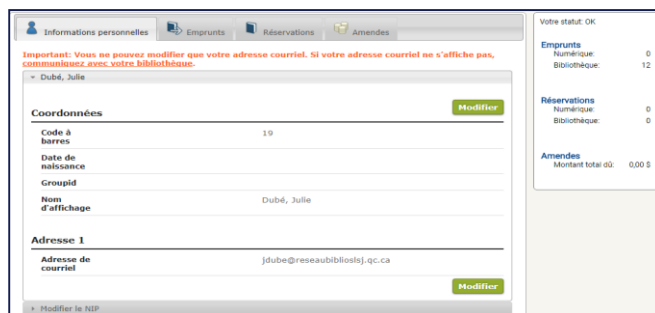 Informations personnelles
Emprunts
Réservations
Amendes
Important: Vous ne pouvez modifier que votre adresse courriel. Si votre adresse courriel ne s'affiche pas,
communiquez avec votre bibliothèque.
Dubé, Julie
Coordonnées
Modifier
Code à
barres
19
Date de
naissance
Groupid
Nom
d'affichage
Dubé, Julie
Adresse 1
Adresse de
courriel
jdube@reseaubiblioslsj.qc.ca
Modifier
Modifier le NIP
Votre statut: OK
Emprunts
Numérique: 0
Bibliothèque: 12
Réservations
Numérique: 0
Bibliothèque: 0
Amendes
Montant total dû: 0,00 $